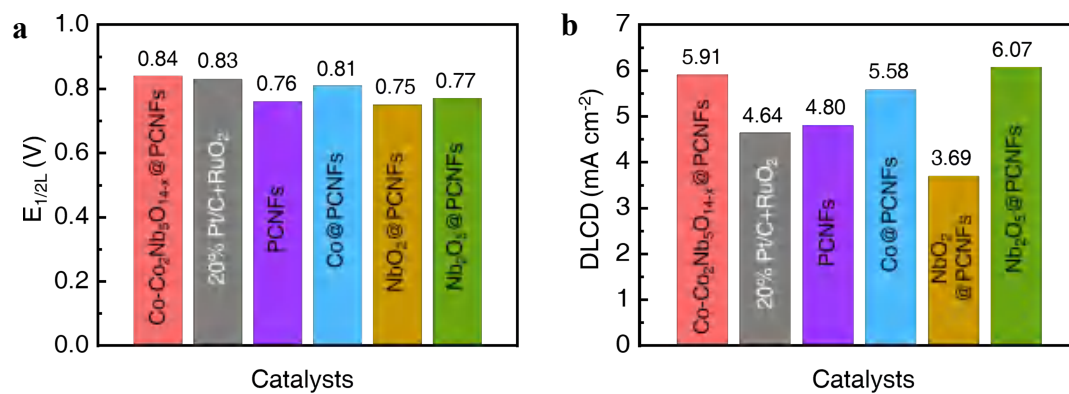 a
E1/2L (V)
1.0
0.8
0.6
0.4
0.2
0.0
0.84
0.83
0.76
0.81
0.75
0.77
Co-Co2Nb5O14-x@PCNFs
20% Pt/C+RuO2
PCNFs
Co@PCNFs
NbO2@PCNFs
Nb2O5@PCNFs
Catalysts
b
DLCD (mA cm-2)
7
6
5
4
3
2
1
0
5.91
4.64
4.80
5.58
3.69
6.07
Co-Co2Nb5O14-x@PCNFs
20% Pt/C+RuO2
PCNFs
Co@PCNFs
NbO2
@PCNFs
Nb2O5@PCNFs
Catalysts